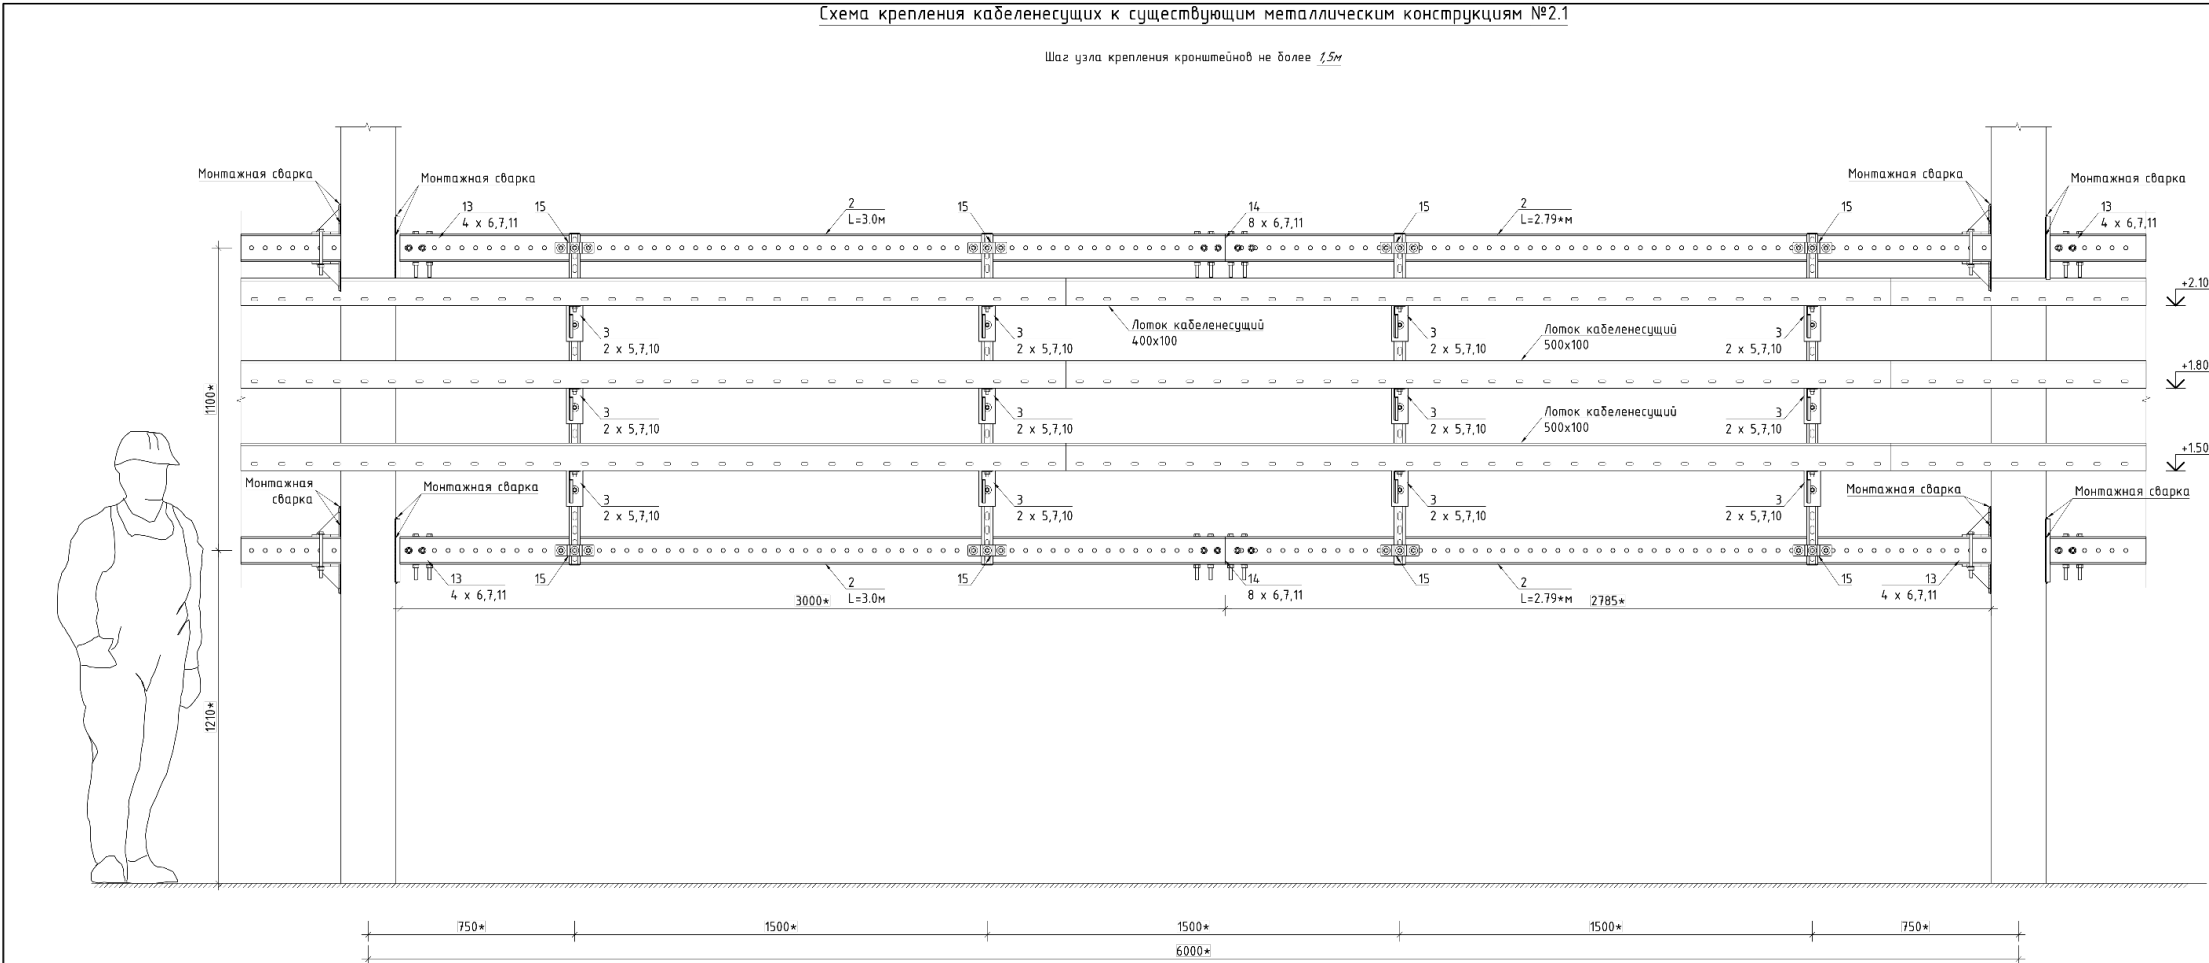 Схема крепления кабеленесущих к существующим металлическим конструкциям №2.1
Шаг узла крепления кронштейнов не более 1,5м
Монтажная сварка
Монтажная сварка
Монтажная сварка
Монтажная сварка
13
4 x 6,7,11
15
2
L=3.0м
15
14
8 x 6,7,11
15
2
L=2.79*м
15
13
4 x 6,7,11
+2.10
3
2 x 5,7,10
3
2 x 5,7,10
Лоток кабеленесущий
400x100
3
2 x 5,7,10
Лоток кабеленесущий
500x100
3
2 x 5,7,10
+1.80
1100*
3
2 x 5,7,10
3
2 x 5,7,10
3
2 x 5,7,10
Лоток кабеленесущий
500x100
3
2 x 5,7,10
+1.50
Монтажная
сварка
Монтажная сварка
3
2 x 5,7,10
3
2 x 5,7,10
3
2 x 5,7,10
3
2 x 5,7,10
Монтажная сварка
Монтажная сварка
13
4 x 6,7,11
15
2
L=3.0м
15
14
8 x 6,7,11
15
2
L=2.79*м
15
13
4 x 6,7,11
3000*
2785*
1210*
750*
1500*
1500*
1500*
750*
6000*